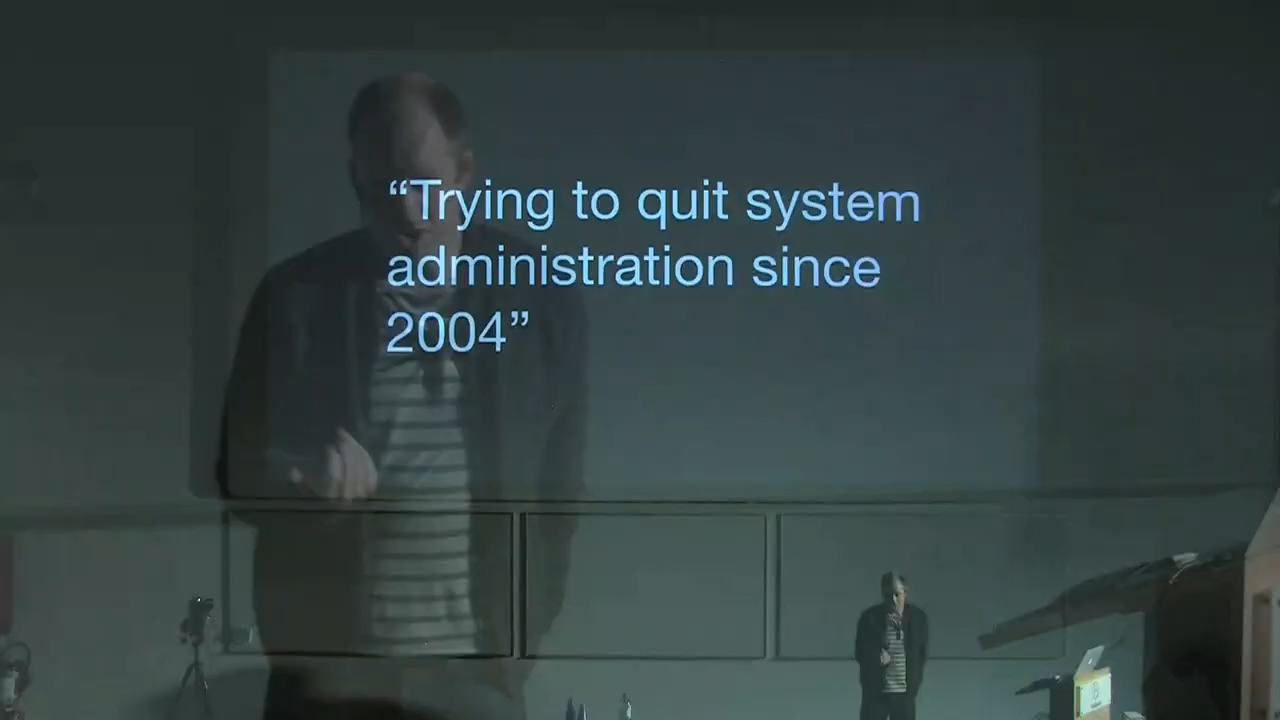 “Trying to quit system
administration since
2004”